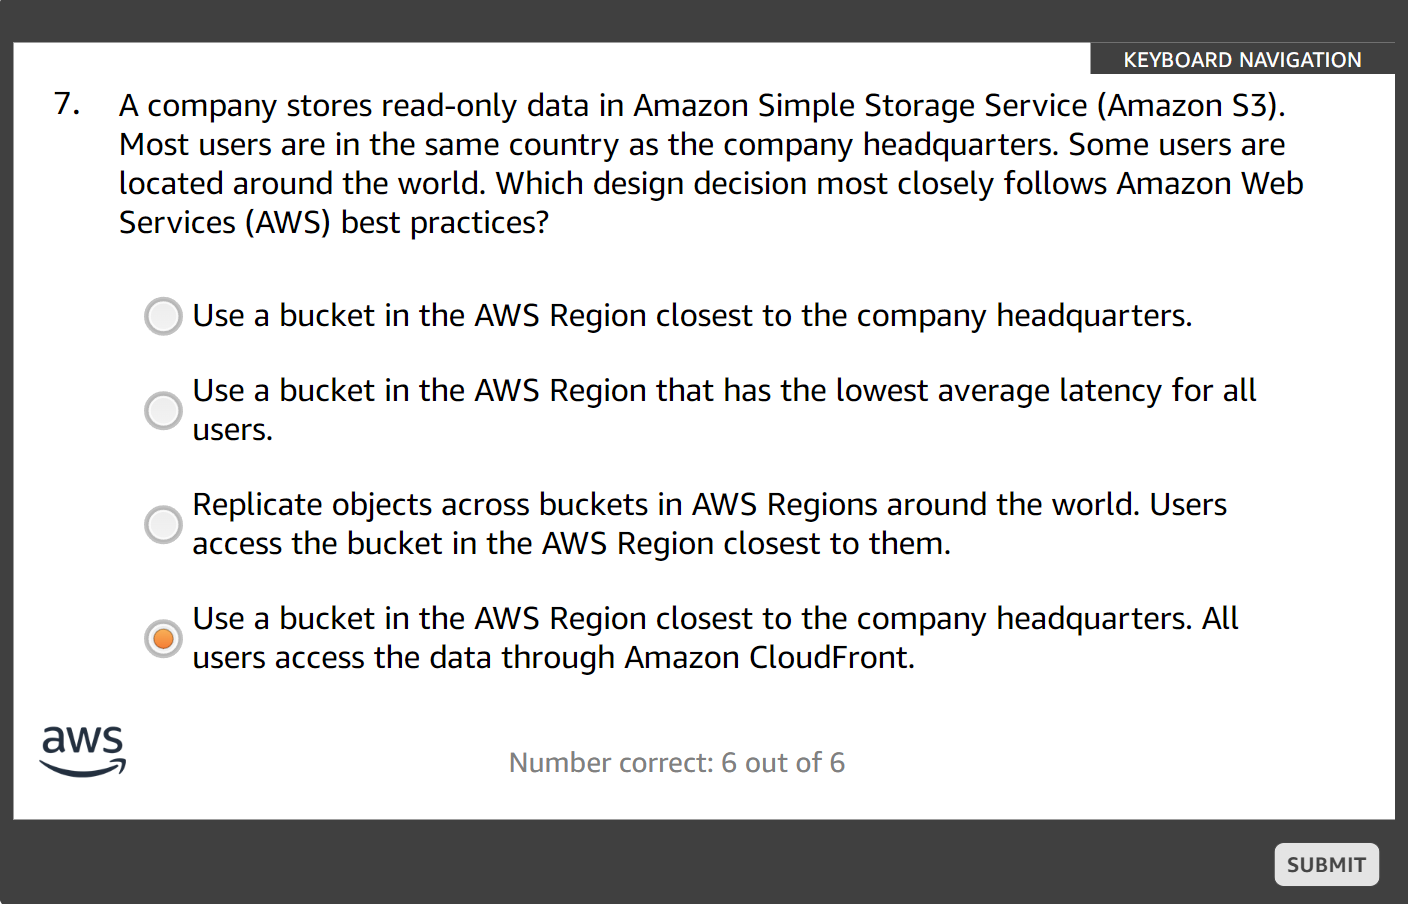 KEYBOARD NAVIGATION
7. A company stores read-only data in Amazon Simple Storage Service (Amazon S3).
Most users are in the same country as the company headquarters. Some users are
located around the world. Which design decision most closely follows Amazon Web
Services (AWS) best practices?
Use a bucket in the AWS Region closest to the company headquarters.
Use a bucket in the AWS Region that has the lowest average latency for all
users.
Replicate objects across buckets in AWS Regions around the world. Users
access the bucket in the AWS Region closest to them.
Use a bucket in the AWS Region closest to the company headquarters. All
users access the data through Amazon CloudFront.
aws
Number correct: 6 out of 6
SUBMIT